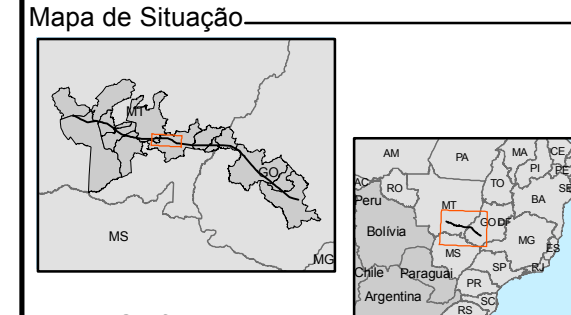 Mapa de Situação
MT
GO
MS
MG
AM
PA
MA
CE
PI
PE
AC
RO
TO
SE
BA
Peru
MT
GO
DF
Bolívia
MG
ES
MS
SP
RJ
Chile
Paraguai
PR
Argentina
SC
RS